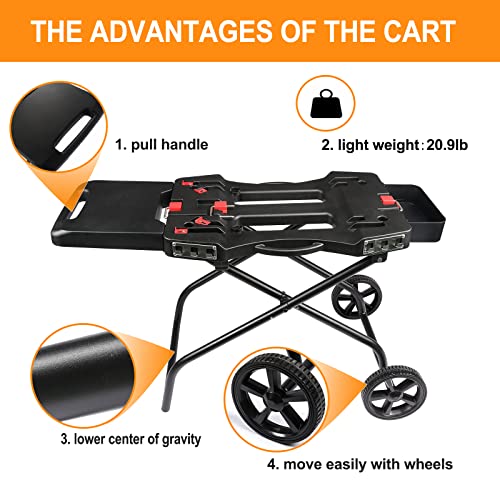 THE ADVANTAGES OF THE CART
1. pull handle
2. light weight:20.9lb
3. lower center of gravity
4. move easily with wheels